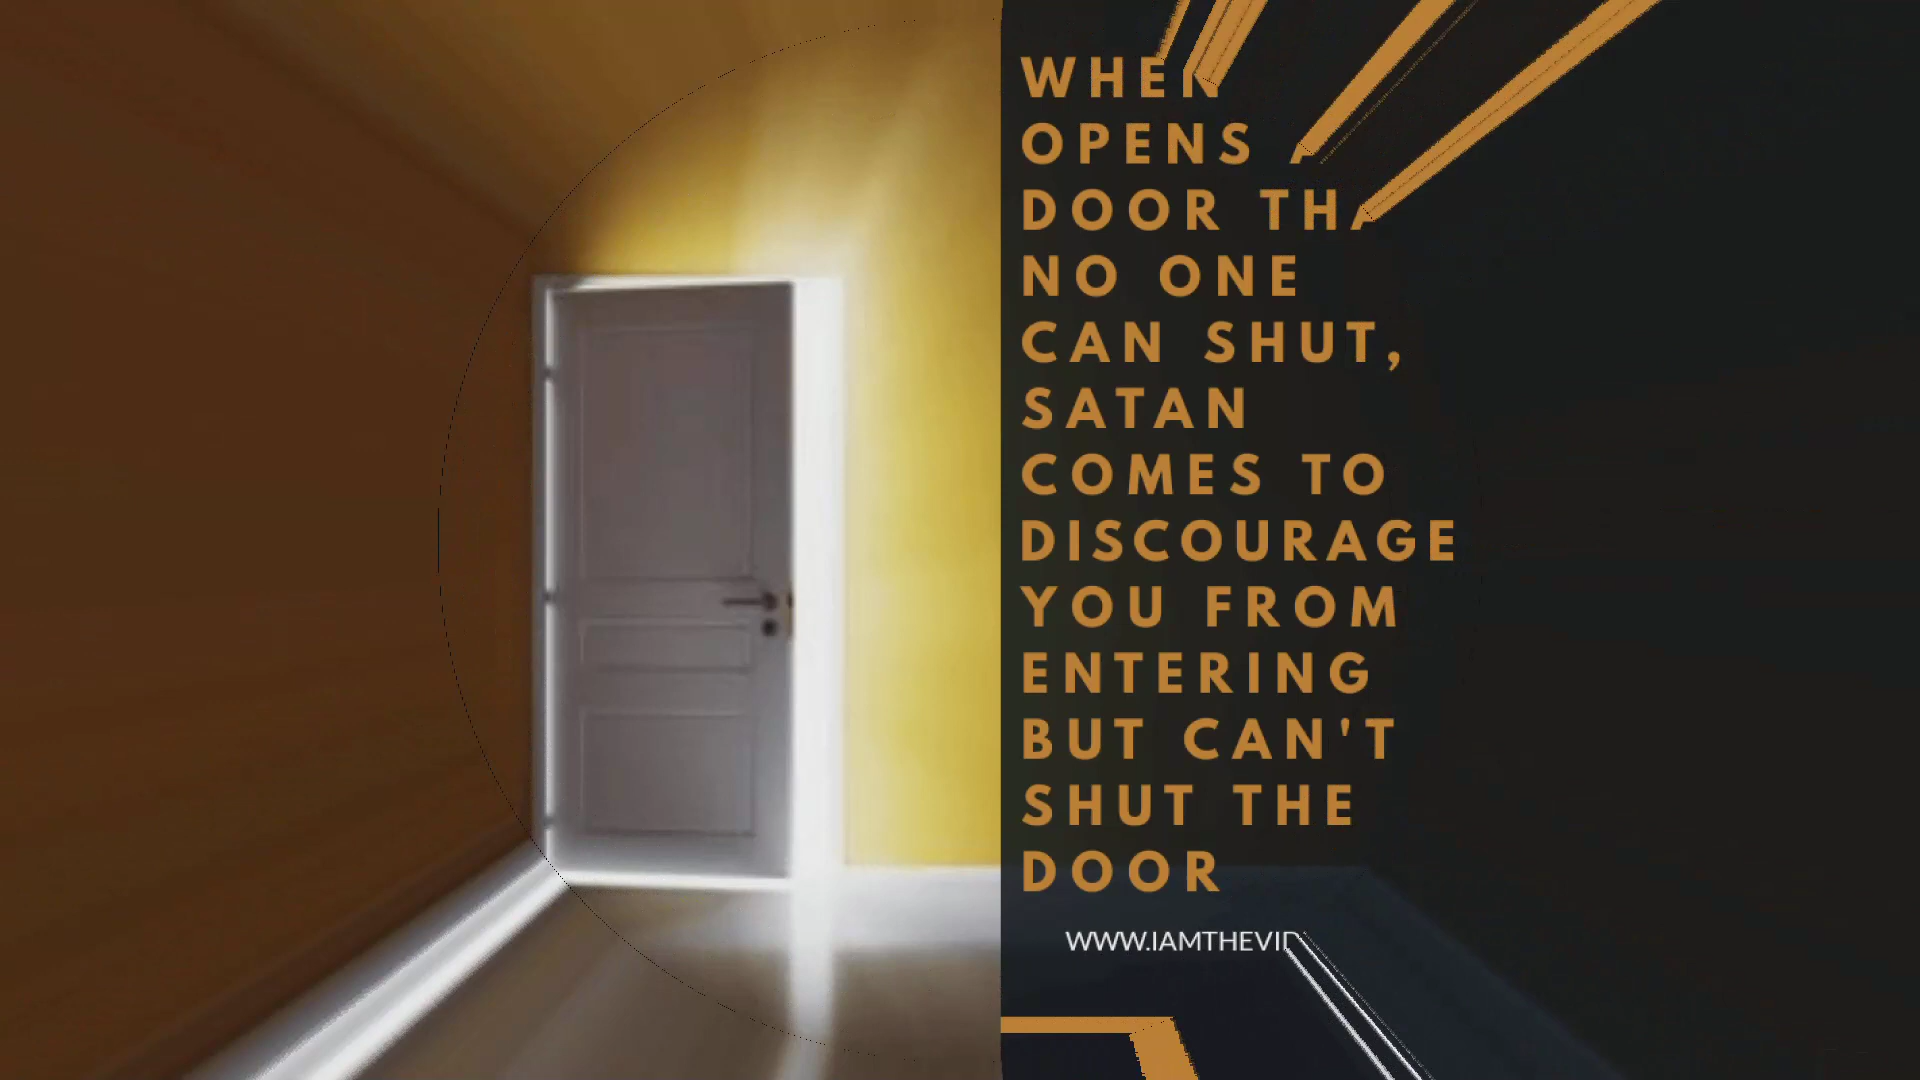 WHEN
OPENS A
DOOR TH
NO ONE
CAN SHUT,
SATAN
COMES TO
DISCOURAGE
YOU FROM
ENTERING
BUT CAN'T
SHUT THE
DOOR
WWW.IAMTHEVI